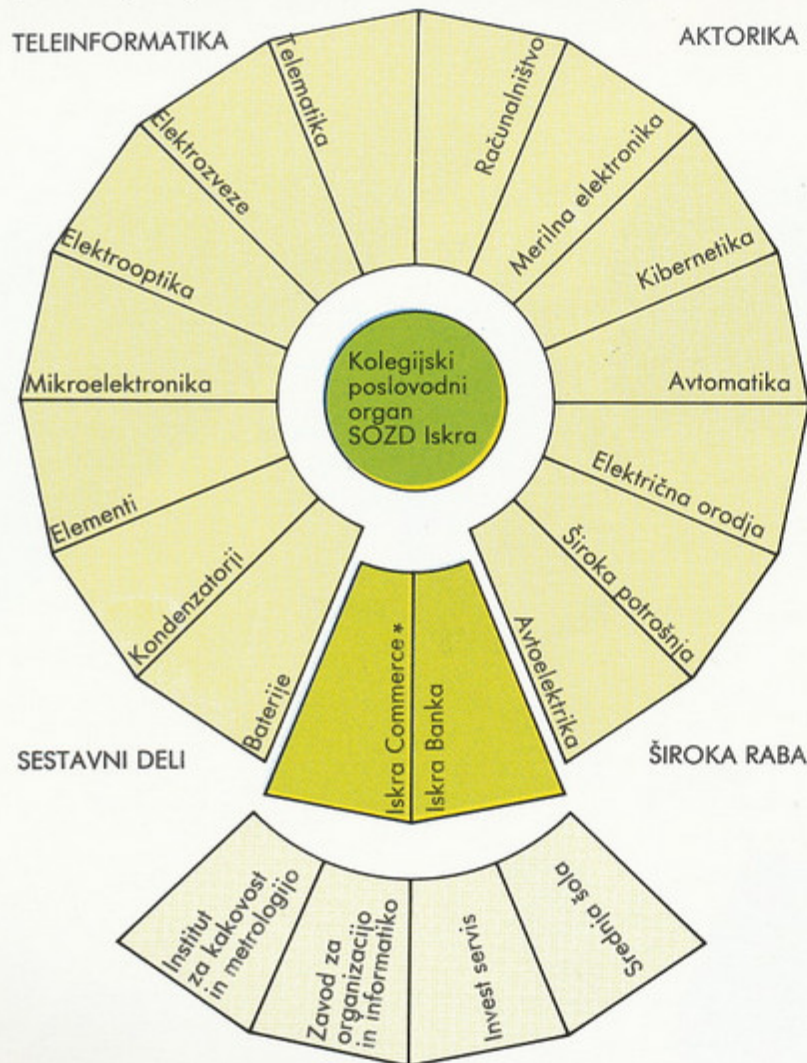 TELEINFORMATIKA
AKTORIKA
Telematika
Elektrozveze
Elektrooptika
Mikroelektronika
Elementi
Kondenzatorji
Baterije
Računalništvo
Merilna elektronika
Kibernetika
Avtomatika
Električna orodja
Široka potrošnja
Avtoelektrika
Kolegijski
poslovodni
organ
SOZD Iskra
Iskra Commerce*
Iskra Banka
SESTAVNI DELI
ŠIROKA RABA
Institut
za kakovost
in metrologijo
Zavod za
organizacijo
in informatiko
Invest servis
Srednja šola